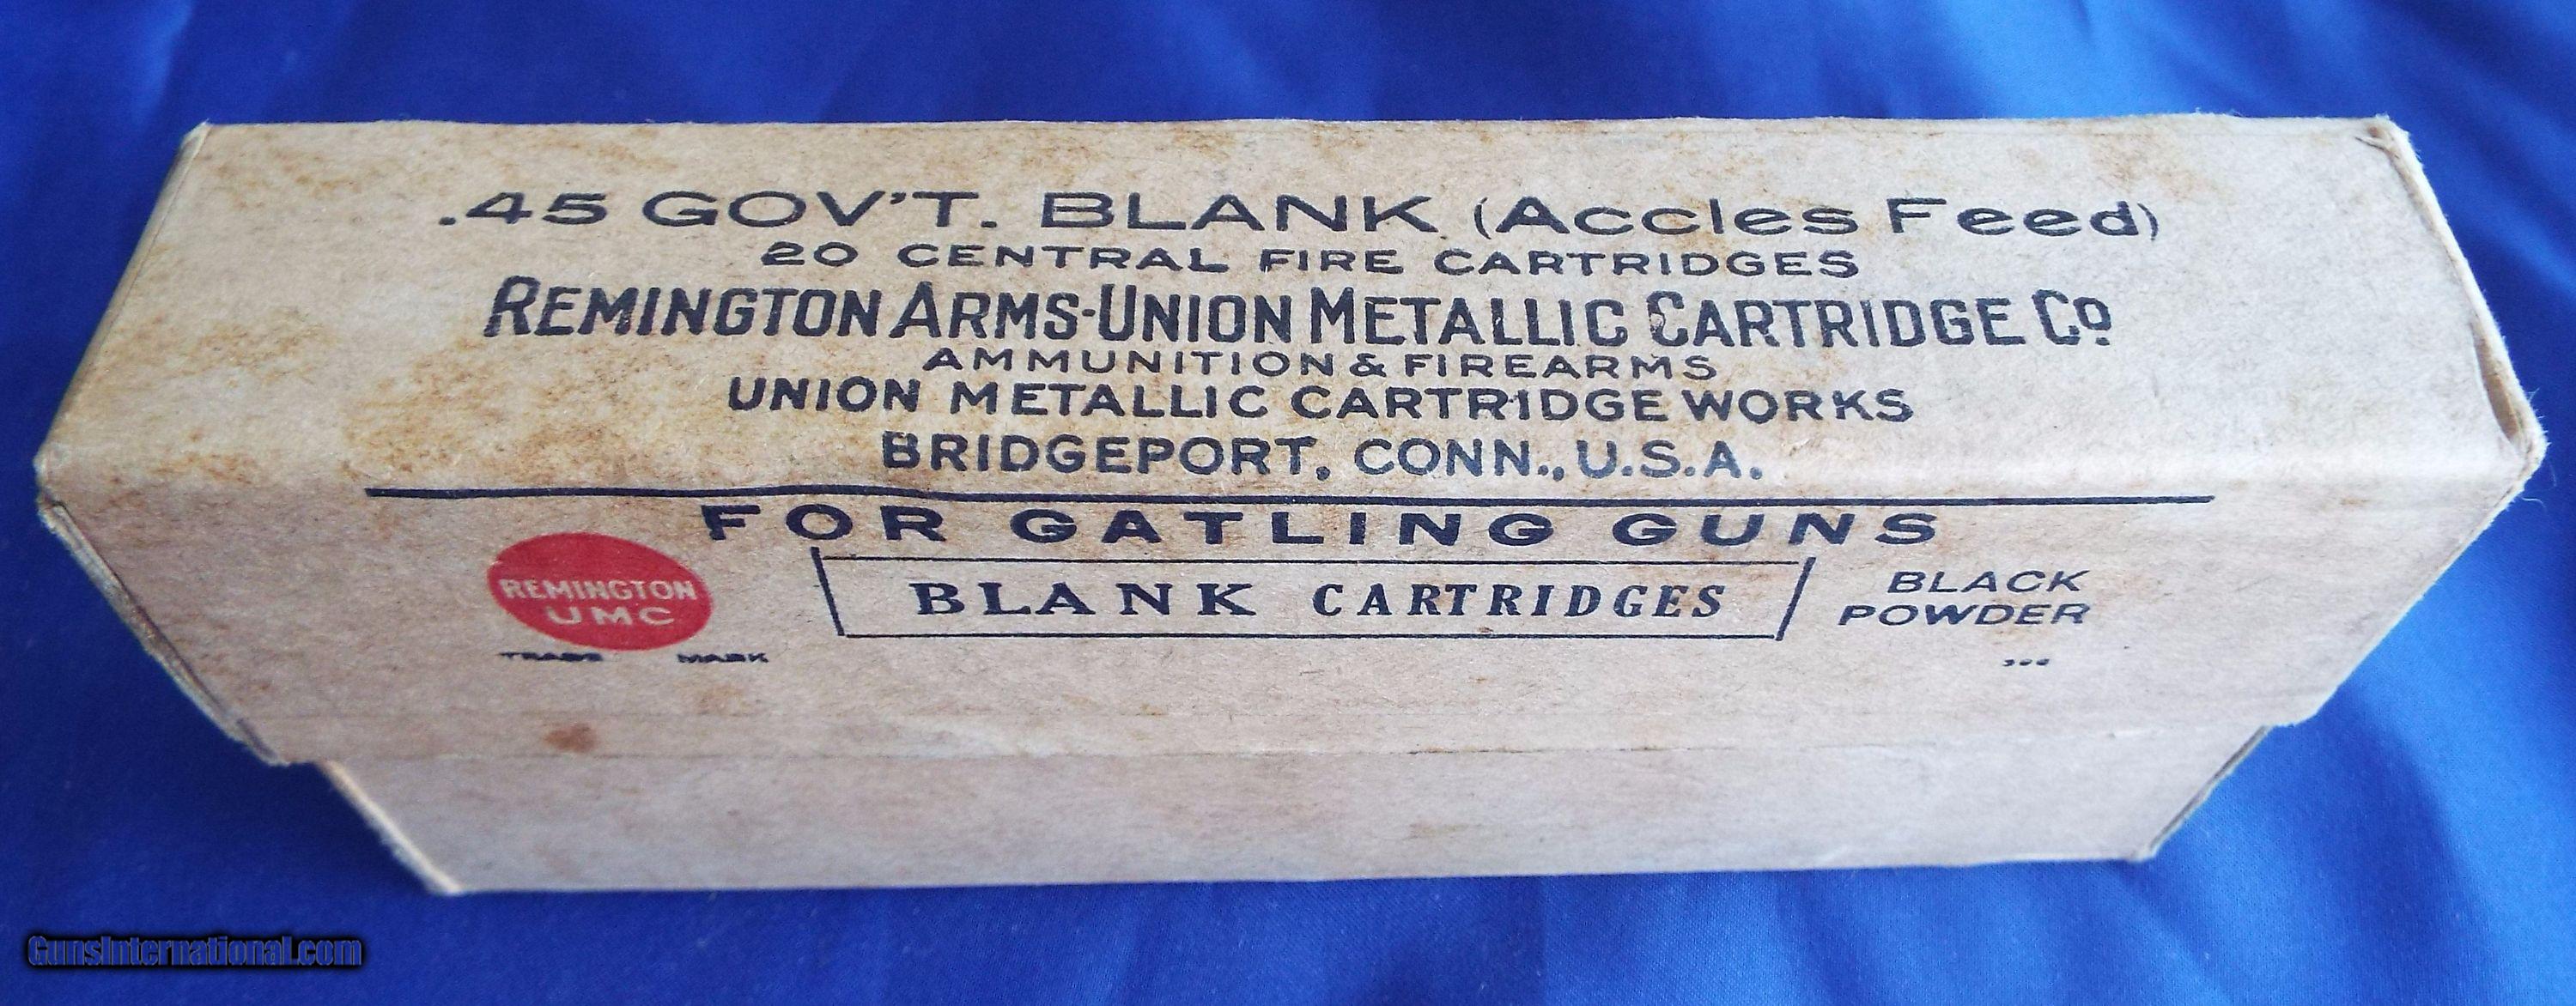 .45 GOV'T. BLANK (Accles Feed)
20 CENTRAL FIRE CARTRIDGES
REMINGTON ARMS-UNION METALLIC CARTRIDGE Co
AMMUNITION & FIREARMS
UNION METALLIC CARTRIDGE WORKS
BRIDGEPORT, CONN., U.S.A.
FOR GATLING GUNS
REMINGTON
UMC
TRADE MARK
BLANK CARTRIDGES
BLACK
POWDER
GunsInternational.com